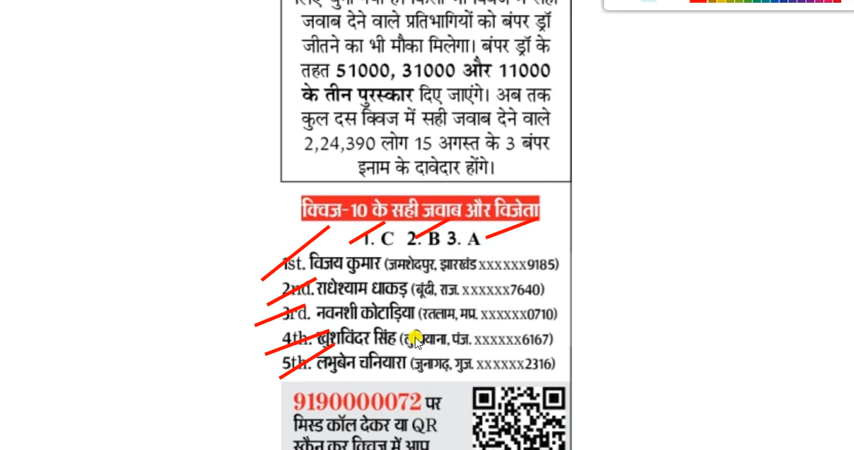 जवाब देने वाले प्रतिभागियों को बंपर ड्रॉ
जीतने का भी मौका मिलेगा। बंपर ड्रॉ के
तहत 51000, 31000 और 11000
के तीन पुरस्कार दिए जाएंगे। अब तक
कुल दस क्विज में सही जवाब देने वाले
2,24,390 लोग 15 अगस्त के 3 बंपर
इनाम के दावेदार होंगे।
क्विज-10 के सही जवाब और विजेता
1. C 2. B 3. A
1st. विजय कुमार (जमशेदपुर, झारखंड xxxxxx9185)
2nd. राधेश्याम धाकड़ (बूंदी, राज. xxxxxx7640)
3rd. नवनशी कोटाड़िया (रतलाम, मप्र. xxxxxx0710)
4th. खुशविंदर सिंह (लुधियाना, पंज. xxxxxx6167)
5th. लभुबेन चनियारा (जुनागढ़, गुज. xxxxxx2316)
9190000072 पर
मिस्ड कॉल देकर या QR
स्कैन कर क्विज में आप